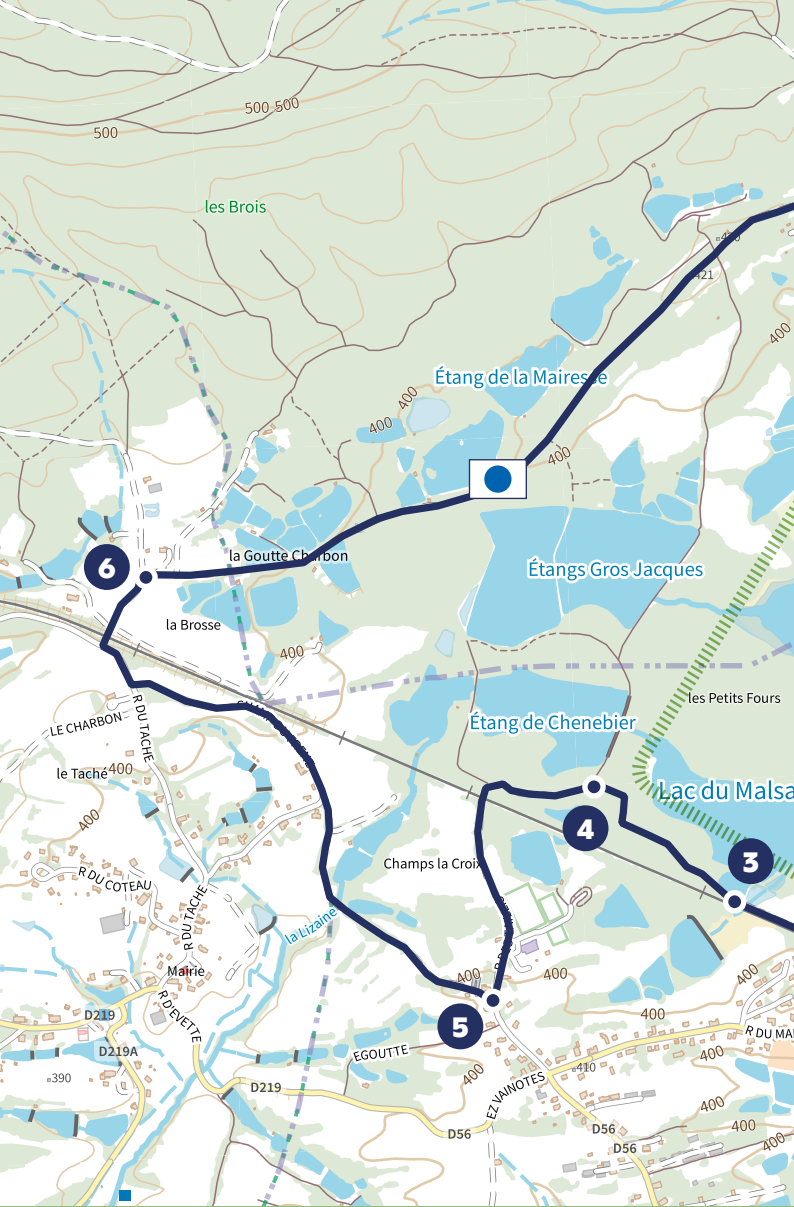 500 500
500
les Brois
420
421
400
Étang de la Mairesse
400
400
400
la Goutte Charbon
Étangs Gros Jacques
6
la Brosse
400
les Petits Fours
R DU TACHE
LE CHARBON
Étang de Chenebier
le Taché
400
Lac du Malsa
400
4
3
Champs la Croix
R DU COTEAU
R DU TACHE
la Lizaine
Mairie
400
400
400
400
R D'EVETTE
D219
5
R DU MA
D219A
EGOUTTE
400
390
400
410
D219
EZ VAINOTES
400
D56
D56
400
D56
400